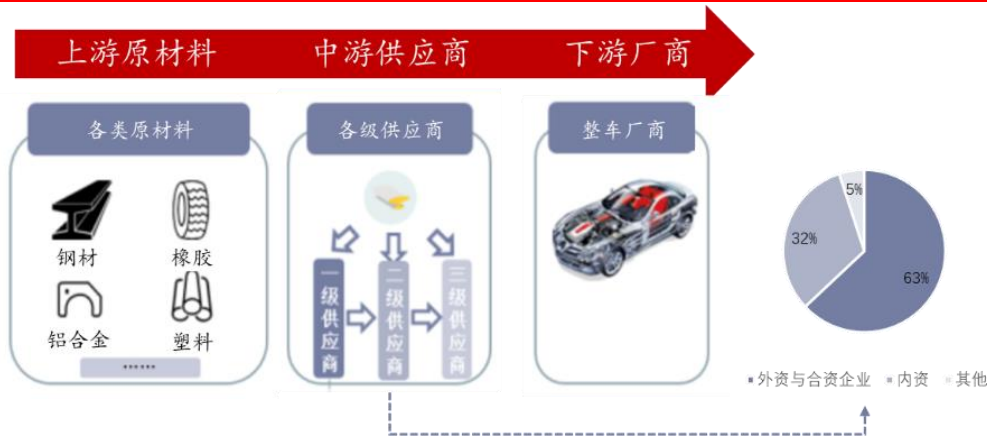 上游原材料
中游供应商
下游厂商
各类原材料
各级供应商
整车厂商
钢材
橡胶
铝合金
塑料
······
一级供应商
二级供应商
三级供应商
5%
32%
63%
外资与合资企业
内资
其他